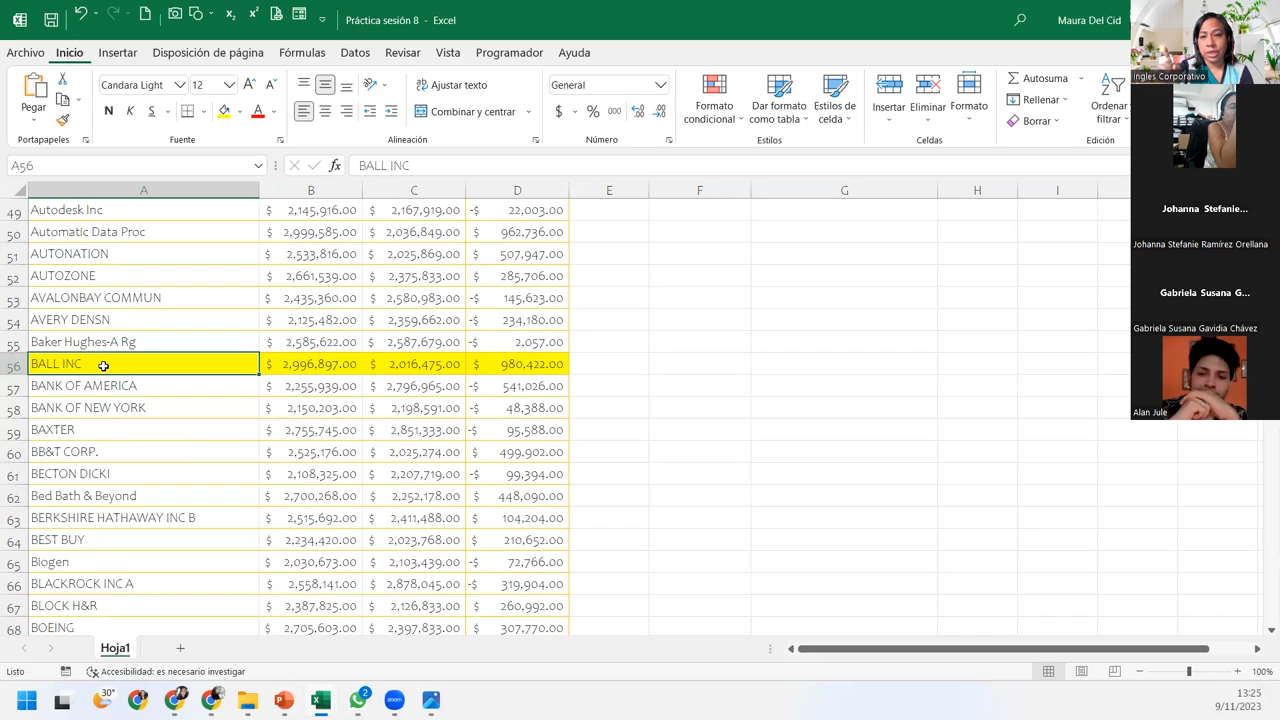 Práctica sesión 8 - Excel
Maura Del Cid
Archivo Inicio Insertar Disposición de página Fórmulas Datos Revisar Vista Programador Ayuda
Pegar
Portapapeles
Candara Light 12
N K S
Fuente
Combinar y centrar
Alineación
General
$ % 000
Formato condicional
Dar formato como tabla
Estilos de celda
Estilos
Insertar Eliminar Formato
Celdas
Autosuma
Rellenar
Borrar
Ordenar
filtrar
Edición
A56
fx BALL INC
A B C D E F G H I
49 Autodesk Inc $ 2,145,916.00 $ 2,167,919.00 -$ 22,003.00
50 Automatic Data Proc $ 2,999,585.00 $ 2,036,849.00 $ 962,736.00
51 AUTONATION $ 2,533,816.00 $ 2,025,869.00 $ 507,947.00
52 AUTOZONE $ 2,661,539.00 $ 2,375,833.00 $ 285,706.00
53 AVALONBAY COMMUN $ 2,435,360.00 $ 2,580,983.00 -$ 145,623.00
54 AVERY DENSN $ 2,125,482.00 $ 2,359,662.00 -$ 234,180.00
55 Baker Hughes-A Rg $ 2,585,622.00 $ 2,587,679.00 -$ 2,057.00
56 BALL INC $ 2,996,897.00 $ 2,016,475.00 $ 980,422.00
57 BANK OF AMERICA $ 2,255,939.00 $ 2,796,965.00 -$ 541,026.00
58 BANK OF NEW YORK $ 2,150,203.00 $ 2,198,591.00 -$ 48,388.00
59 BAXTER $ 2,755,745.00 $ 2,851,333.00 -$ 95,588.00
60 BB&T CORP. $ 2,525,176.00 $ 2,025,274.00 $ 499,902.00
61 BECTON DICKI $ 2,108,325.00 $ 2,207,719.00 -$ 99,394.00
62 Bed Bath & Beyond $ 2,700,268.00 $ 2,252,178.00 $ 448,090.00
63 BERKSHIRE HATHAWAY INC B $ 2,515,692.00 $ 2,411,488.00 $ 104,204.00
64 BEST BUY $ 2,234,420.00 $ 2,023,768.00 $ 210,652.00
65 Biogen $ 2,030,673.00 $ 2,103,439.00 -$ 72,766.00
66 BLACKROCK INC A $ 2,558,141.00 $ 2,878,045.00 -$ 319,904.00
67 BLOCK H&R $ 2,387,825.00 $ 2,126,833.00 $ 260,992.00
68 BOEING $ 2,705,603.00 $ 2,397,833.00 $ 307,770.00
Hoja1
Listo
Accesibilidad: es necesario investigar
100%
30°
2
zoom
13:25
9/11/2023
Ingles Corporativo
Johanna Stefanie...
Johanna Stefanie Ramírez Orellana
Gabriela Susana G...
Gabriela Susana Gavidia Chávez
Alan Jule